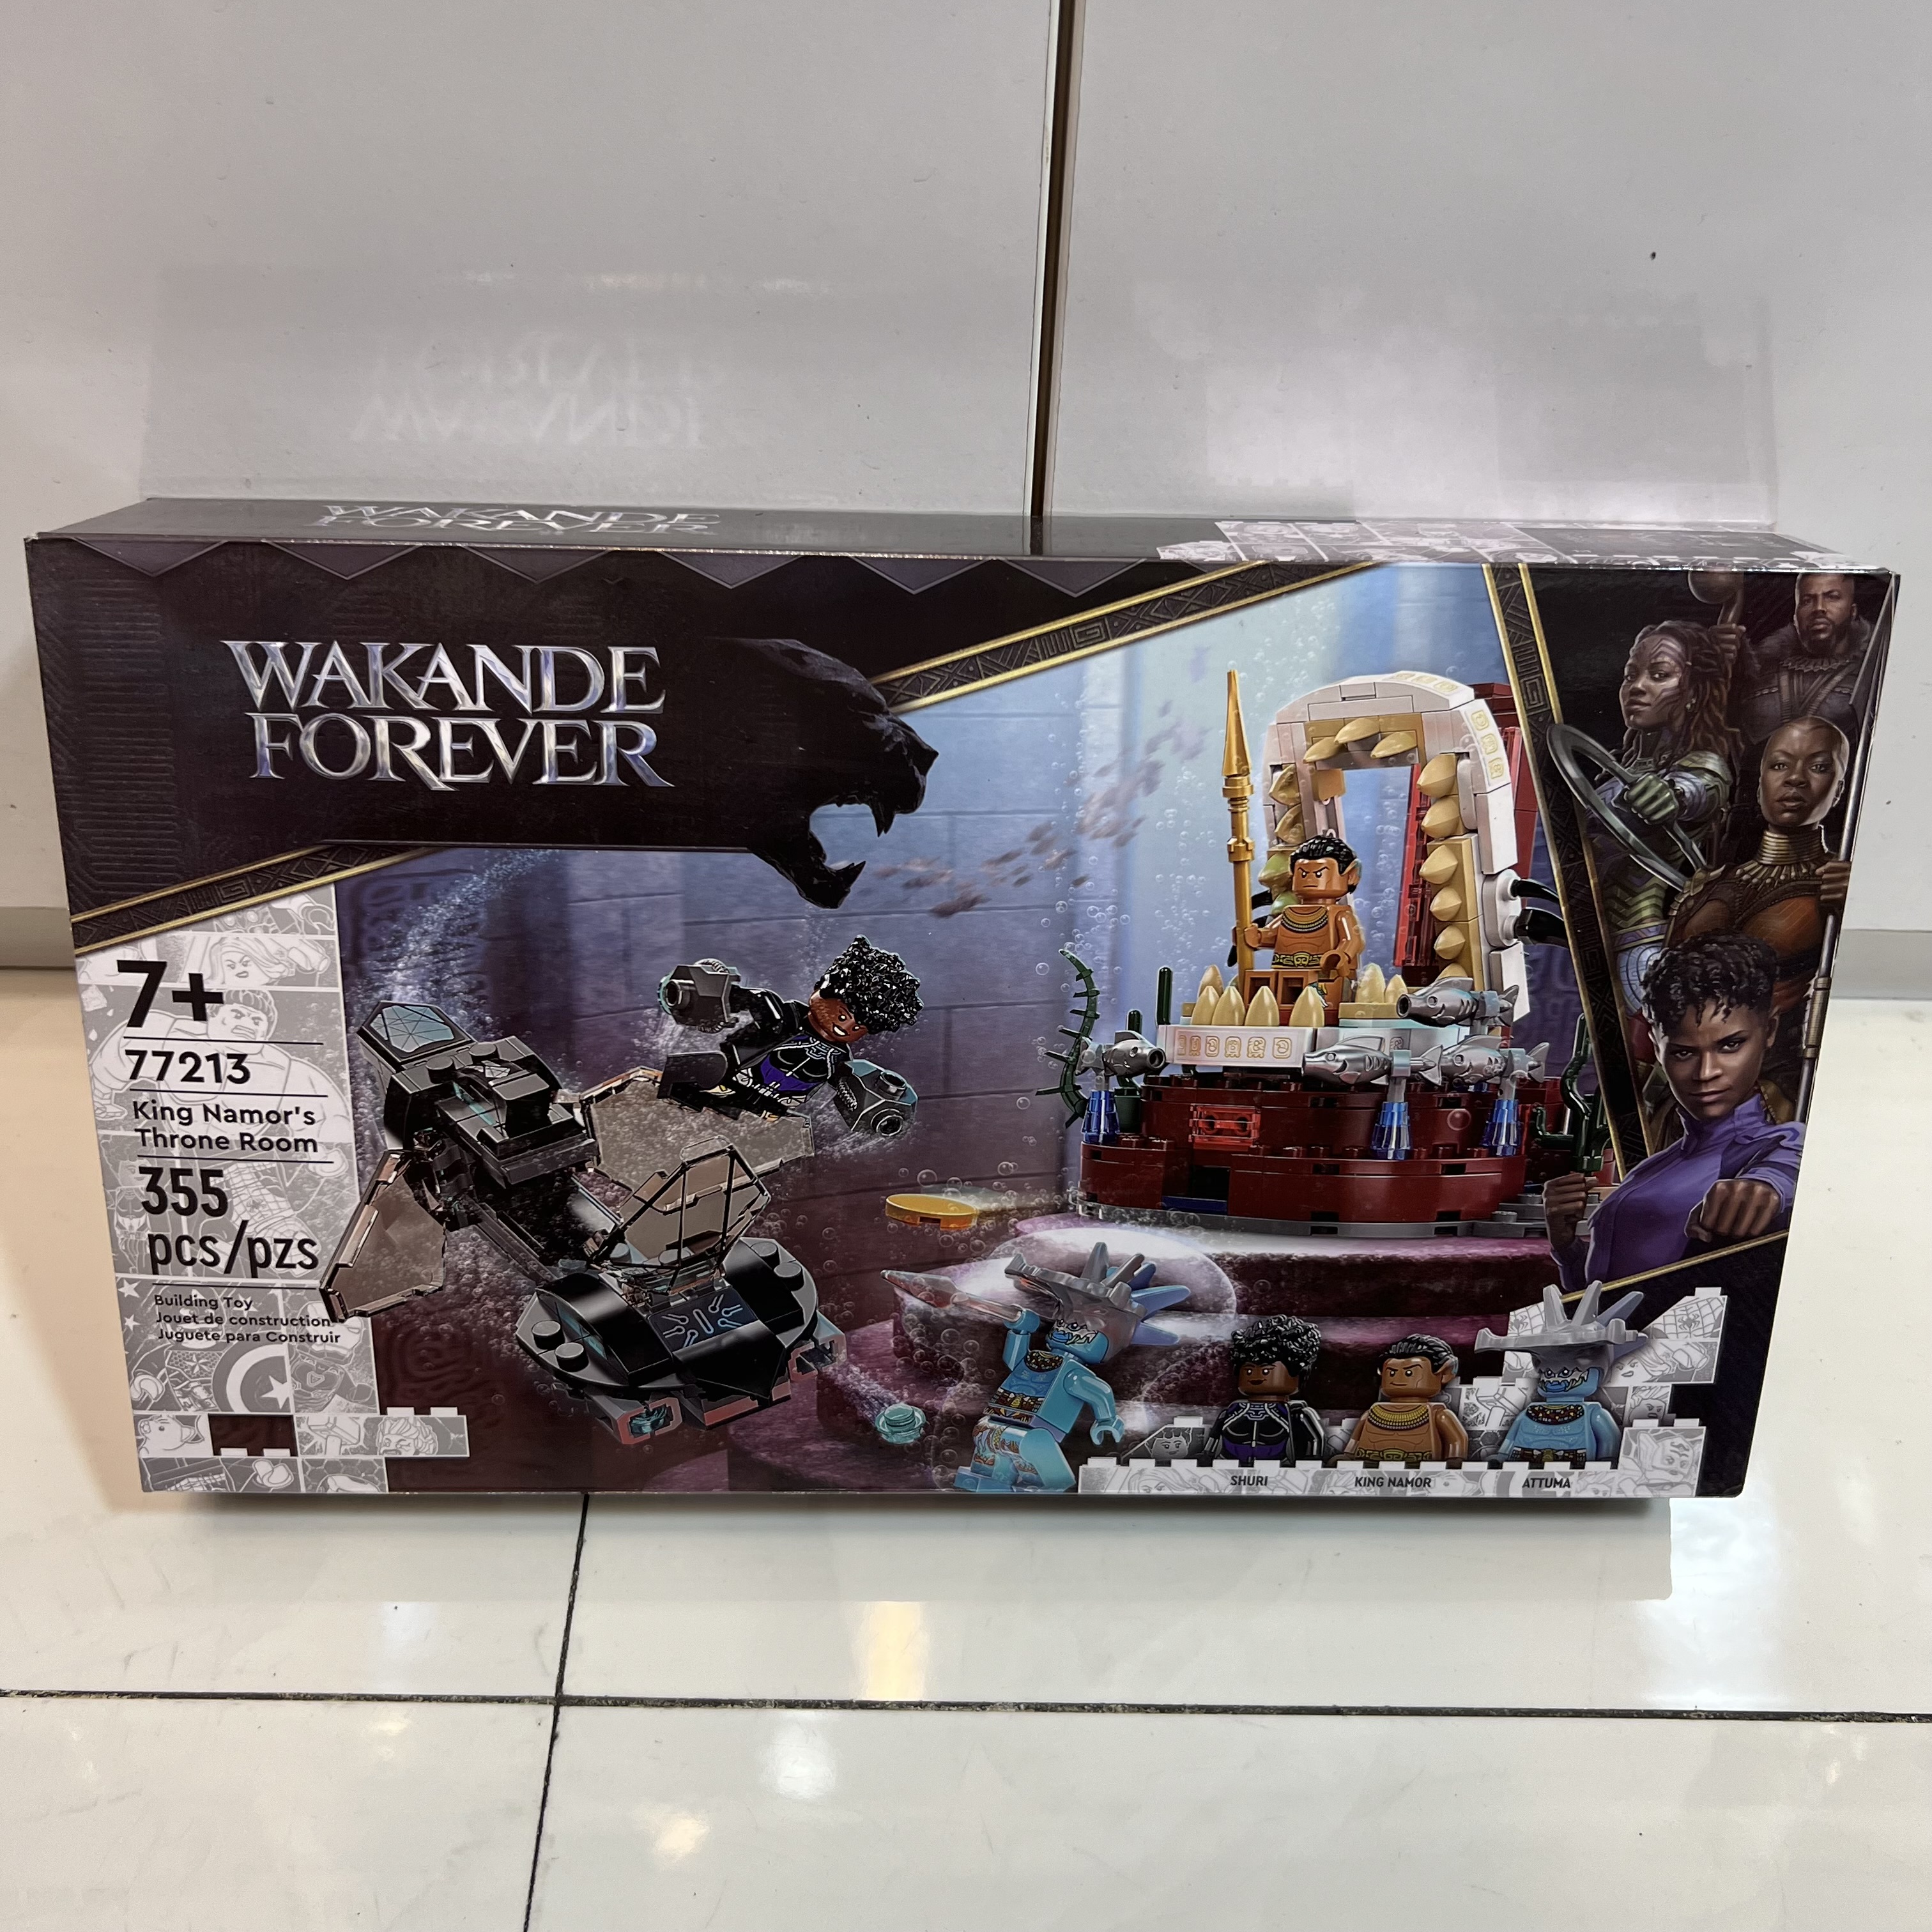 WAKANDE
FOREVER
WAKANDE
FOREVER
7+
77213
King Namor's
Throne Room
355
pcs/pzs
Building Toy
Jouet de construction
Juguete para Construir
SHURI
KING NAMOR
ATTUMA